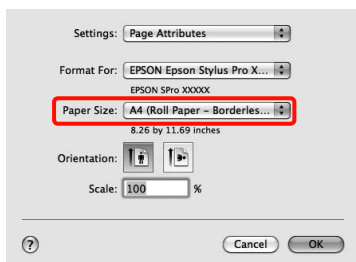 Settings: Page Attributes
Format For: EPSON Epson Stylus Pro X...
EPSON SPro XXXXX
Paper Size: A4 (Roll Paper – Borderles...
8.26 by 11.69 inches
Orientation:
Scale: 100 %
? Cancel OK